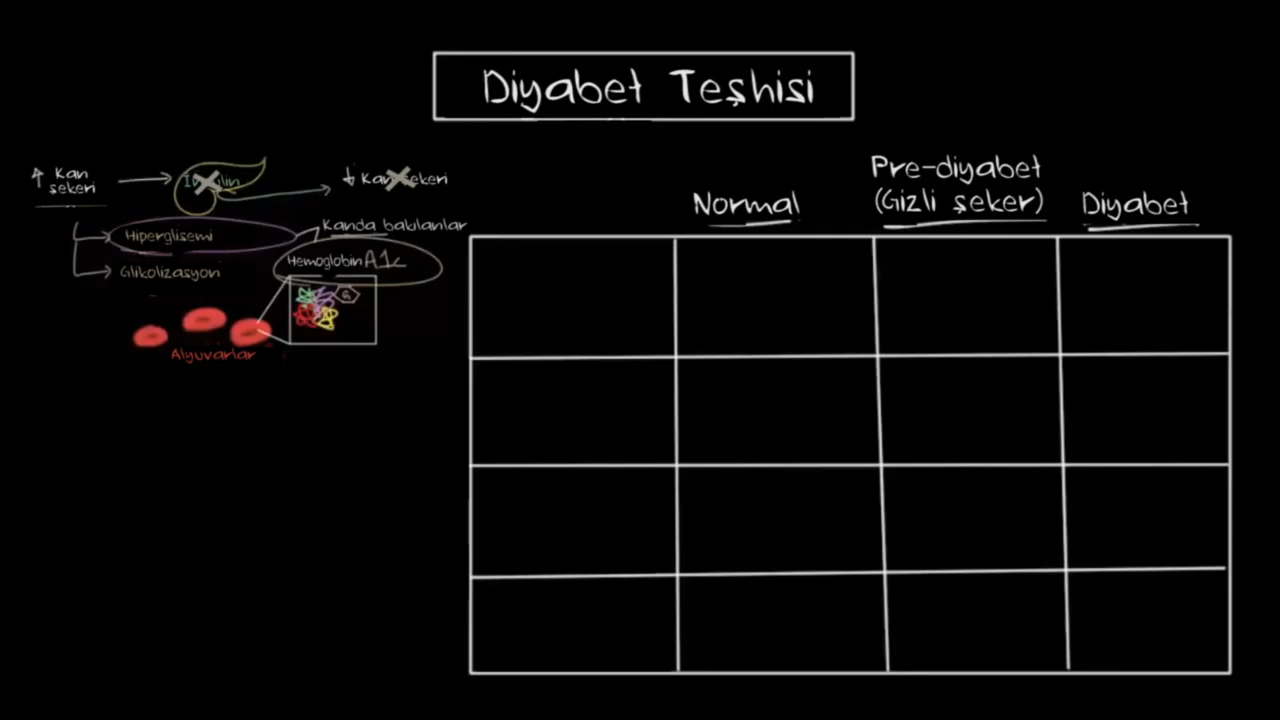 Diyabet Teşhisi
↑ Kan şekeri
↓ Kan şekeri
Hiperglisemi
Kanda bakılanlar
Glikolizasyon
Hemoglobin A1c
G
Alyuvarlar
Normal
Pre-diyabet
(Gizli şeker)
Diyabet